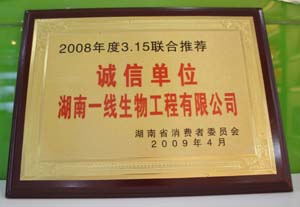 2008年度3.15联合推荐
诚信单位
湖南一线生物工程有限公司
湖南省消费者委员会
2009年4月